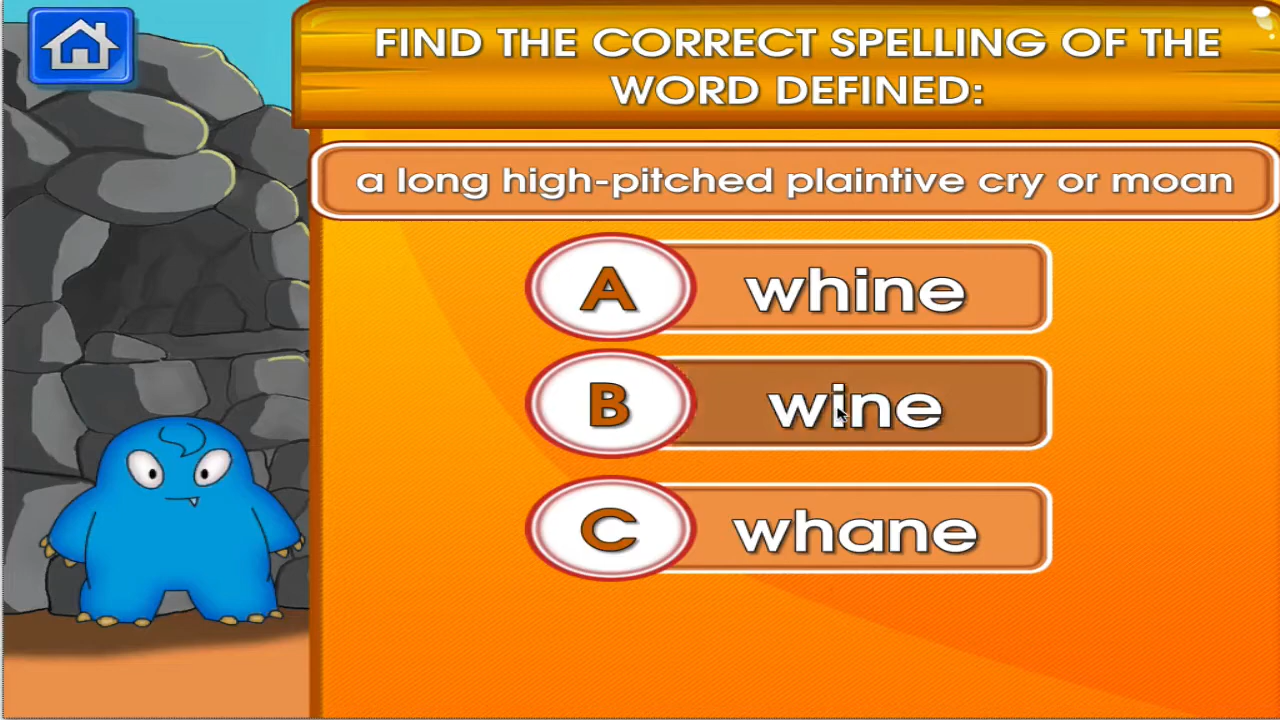 FIND THE CORRECT SPELLING OF THE
WORD DEFINED:
a long high-pitched plaintive cry or moan
A whine
B wine
C whane